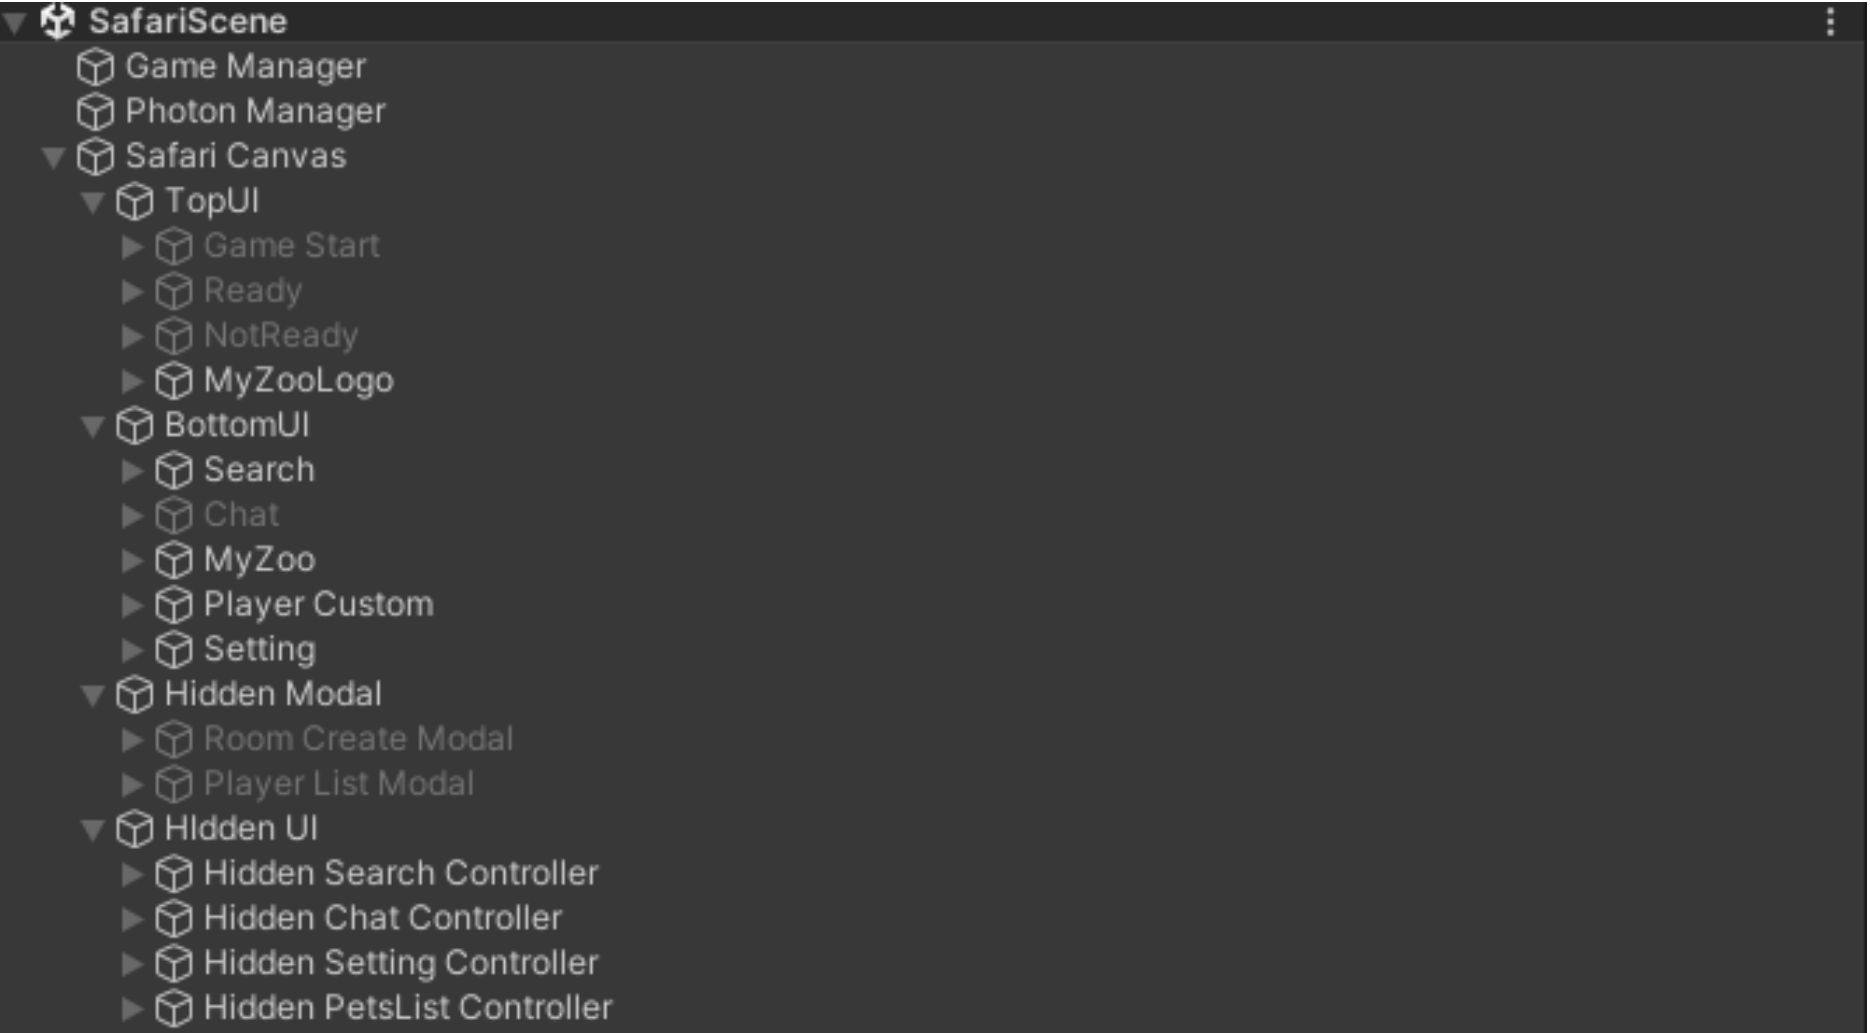 SafariScene
Game Manager
Photon Manager
Safari Canvas
TopUI
Game Start
Ready
NotReady
MyZooLogo
BottomUI
Search
Chat
MyZoo
Player Custom
Setting
Hidden Modal
Room Create Modal
Player List Modal
HIdden UI
Hidden Search Controller
Hidden Chat Controller
Hidden Setting Controller
Hidden PetsList Controller